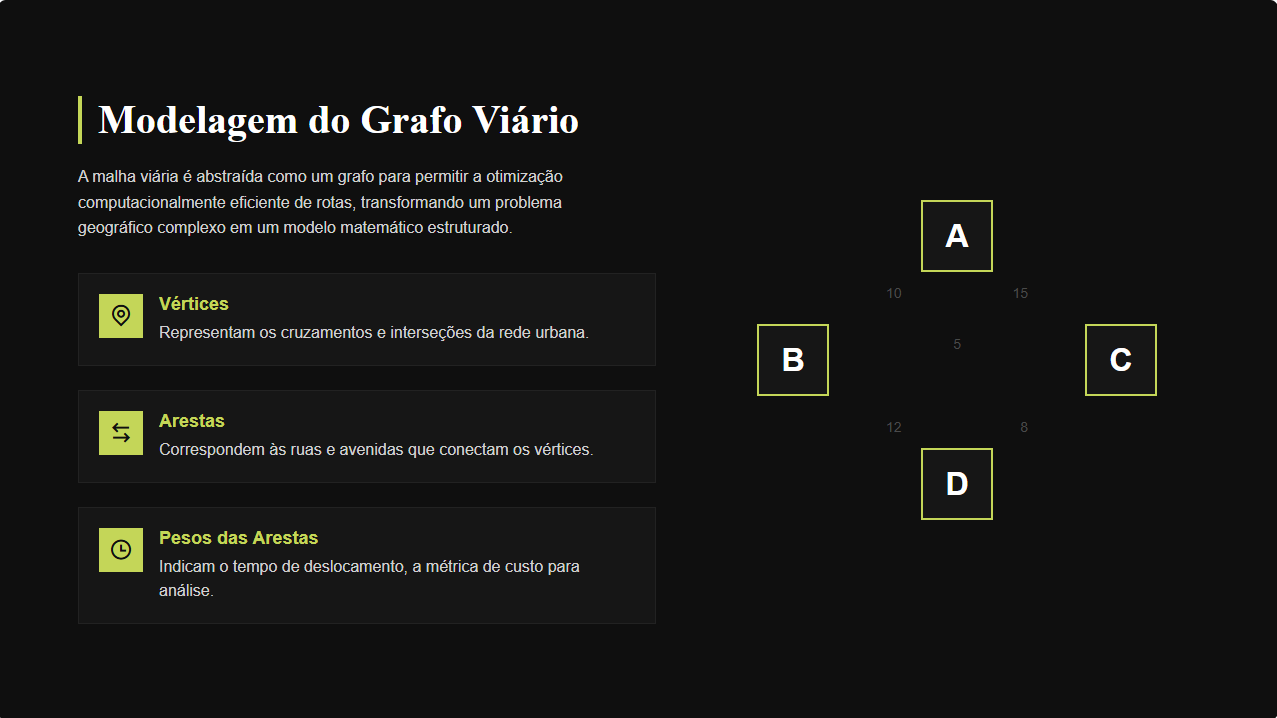 Modelagem do Grafo Viário
A malha viária é abstraída como um grafo para permitir a otimização
computacionalmente eficiente de rotas, transformando um problema
geográfico complexo em um modelo matemático estruturado.
Vértices
Representam os cruzamentos e interseções da rede urbana.
Arestas
Correspondem às ruas e avenidas que conectam os vértices.
Pesos das Arestas
Indicam o tempo de deslocamento, a métrica de custo para
análise.
A
10
15
B
5
C
12
8
D